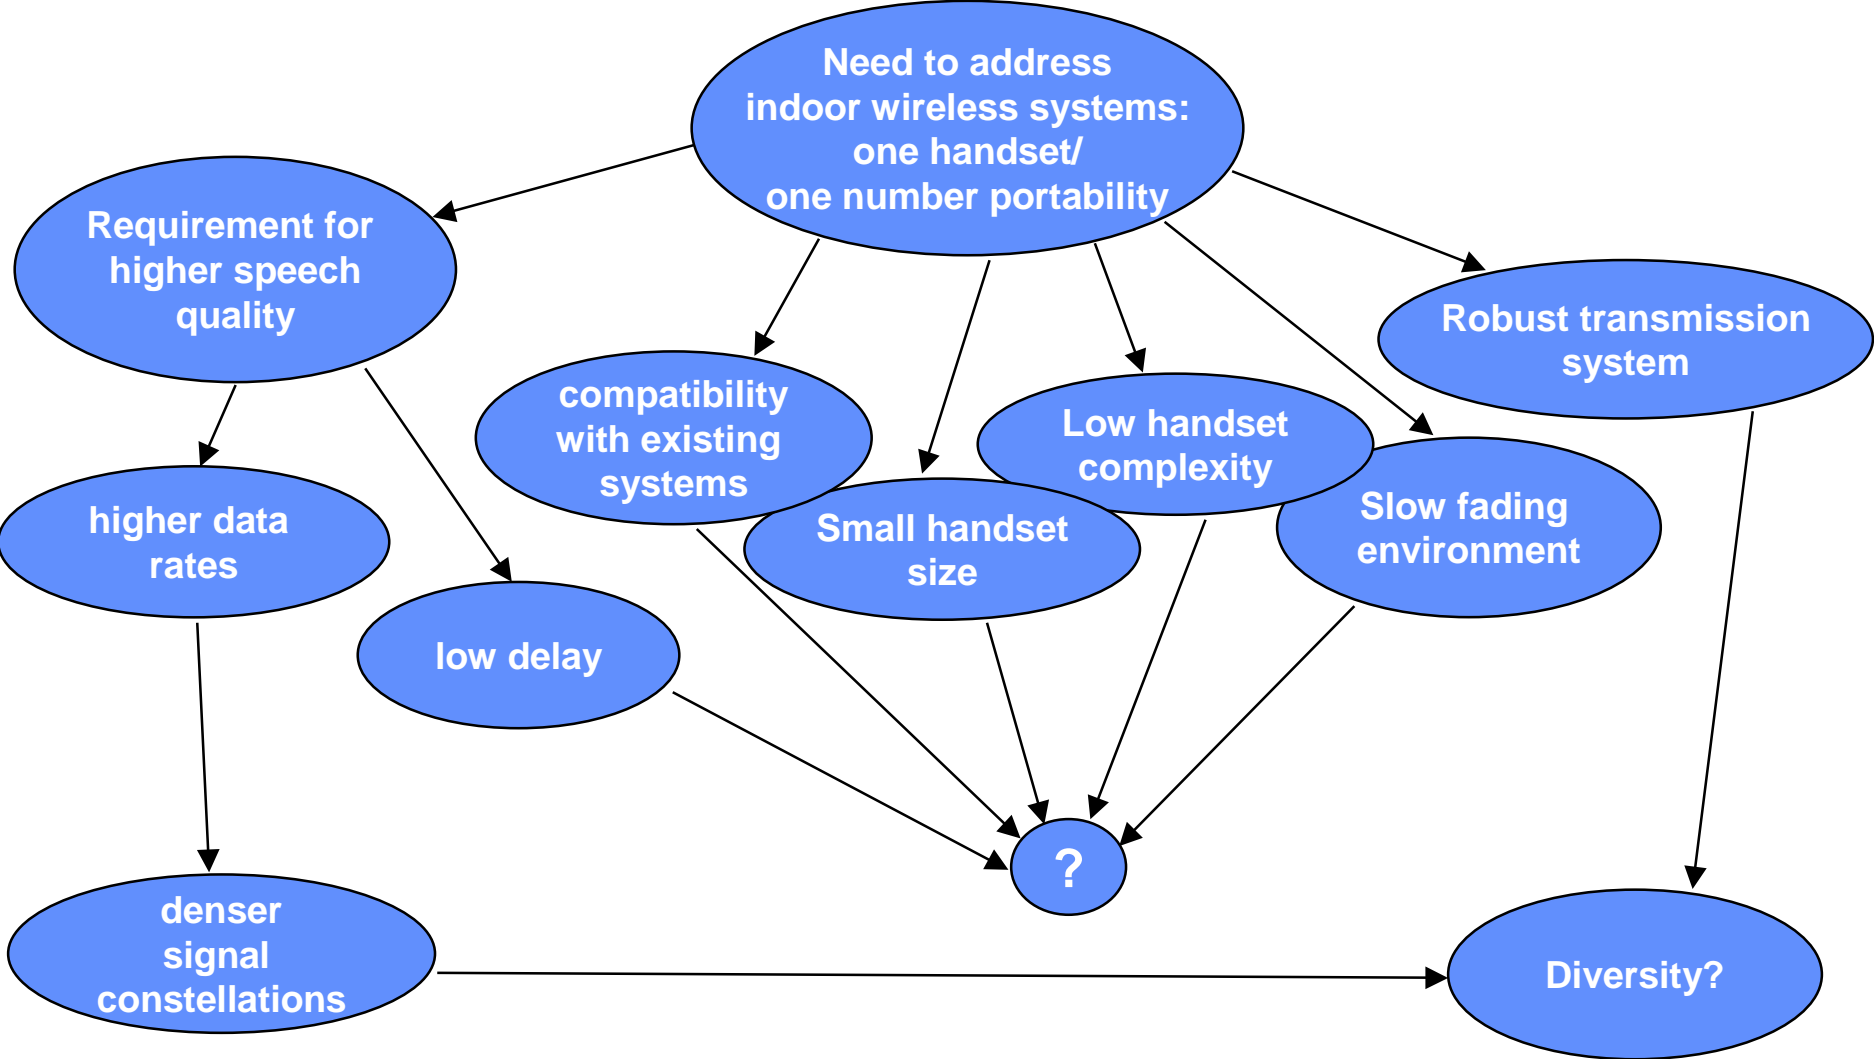 Need to address
indoor wireless systems:
one handset/
one number portability
Requirement for
higher speech
quality
Robust transmission
system
compatibility
with existing
systems
Low handset
complexity
Slow fading
environment
Small handset
size
higher data
rates
low delay
?
denser
signal
constellations
Diversity?